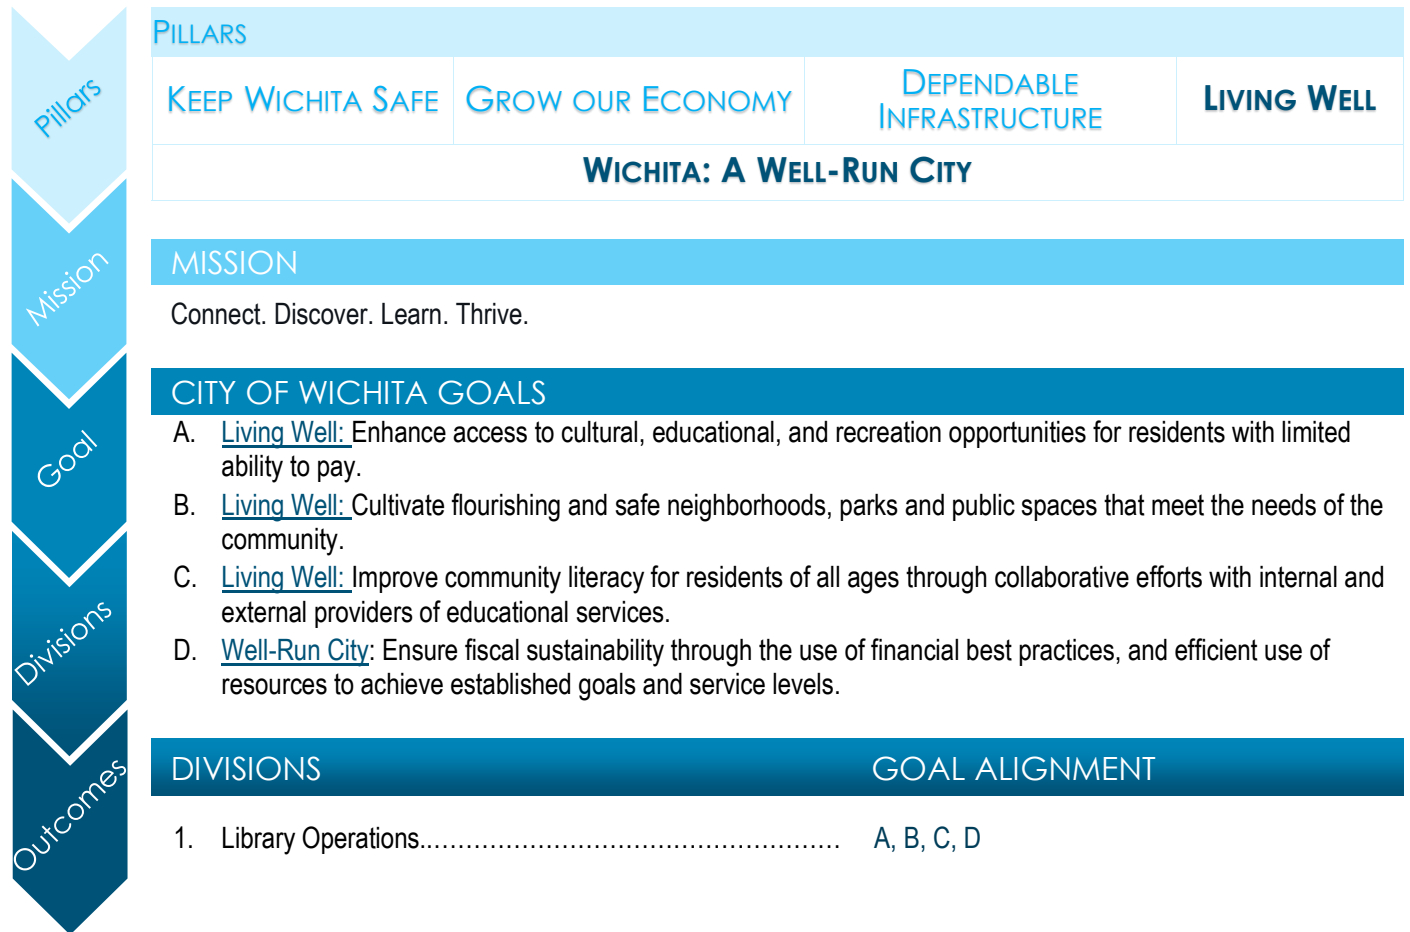 Pillars
Mission
Goal
Divisions
Outcomes
PILLARS
KEEP WICHITA SAFE GROW OUR ECONOMY DEPENDABLE INFRASTRUCTURE LIVING WELL
WICHITA: A WELL-RUN CITY
MISSION
Connect. Discover. Learn. Thrive.
CITY OF WICHITA GOALS
A. Living Well: Enhance access to cultural, educational, and recreation opportunities for residents with limited
ability to pay.
B. Living Well: Cultivate flourishing and safe neighborhoods, parks and public spaces that meet the needs of the
community.
C. Living Well: Improve community literacy for residents of all ages through collaborative efforts with internal and
external providers of educational services.
D. Well-Run City: Ensure fiscal sustainability through the use of financial best practices, and efficient use of
resources to achieve established goals and service levels.
DIVISIONS GOAL ALIGNMENT
1. Library Operations..………………………………………………… A, B, C, D